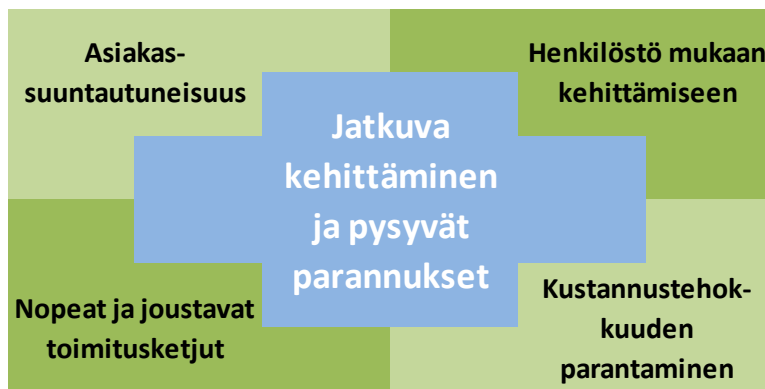 Asiakas-
suuntautuneisuus
Henkilöstö mukaan
kehittämiseen
Jatkuva
kehittäminen
ja pysyvät
parannukset
Nopeat ja joustavat
toimitusketjut
Kustannustehok-
kuuden
parantaminen